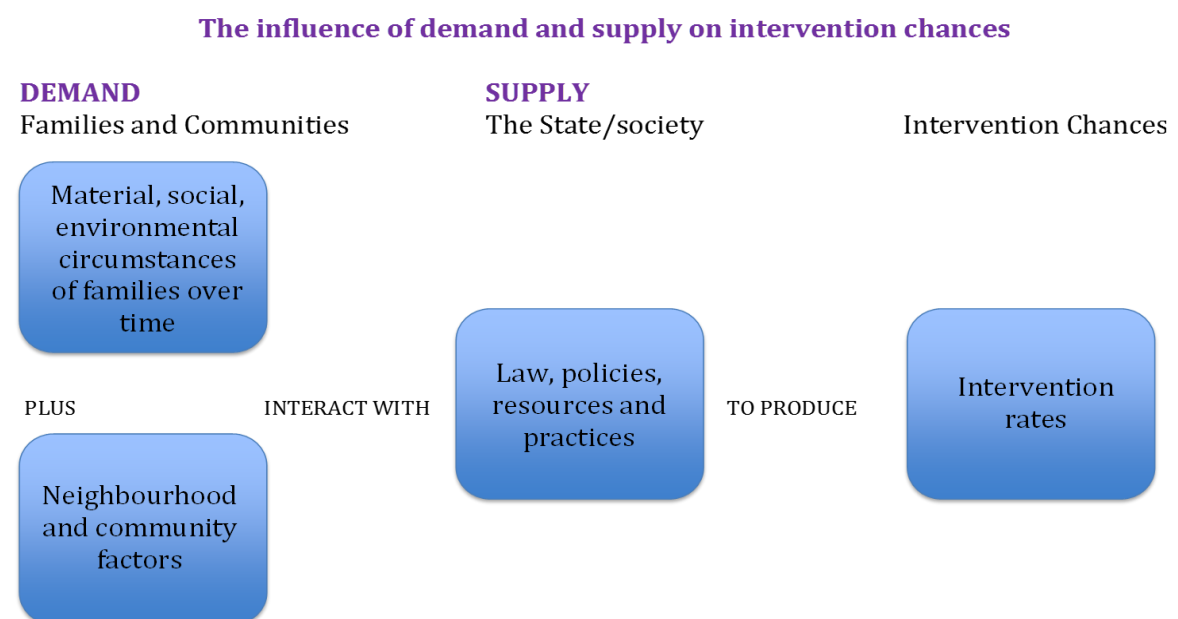 The influence of demand and supply on intervention chances
DEMAND
Families and Communities
SUPPLY
The State/society
Intervention Chances
Material, social,
environmental
circumstances
of families over
time
PLUS
Neighbourhood
and community
factors
INTERACT WITH
Law, policies,
resources and
practices
TO PRODUCE
Intervention
rates